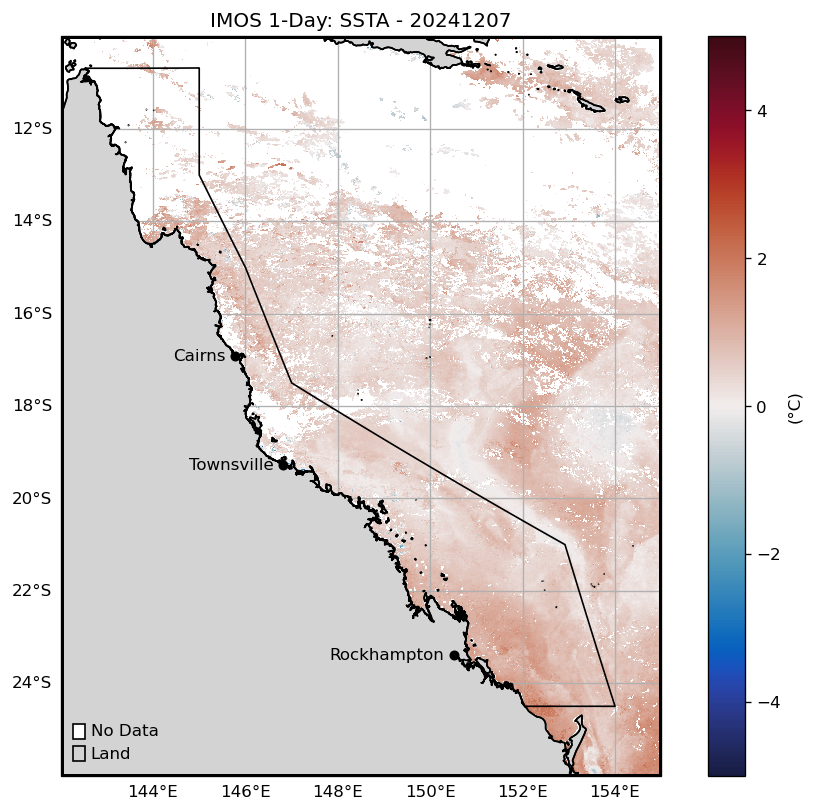 IMOS 1-Day: SSTA - 20241207
12°S
14°S
16°S
18°S
20°S
22°S
24°S
Cairns
Townsville
Rockhampton
No Data
Land
144°E
146°E
148°E
150°E
152°E
154°E
4
2
0
−2
−4
(°C)